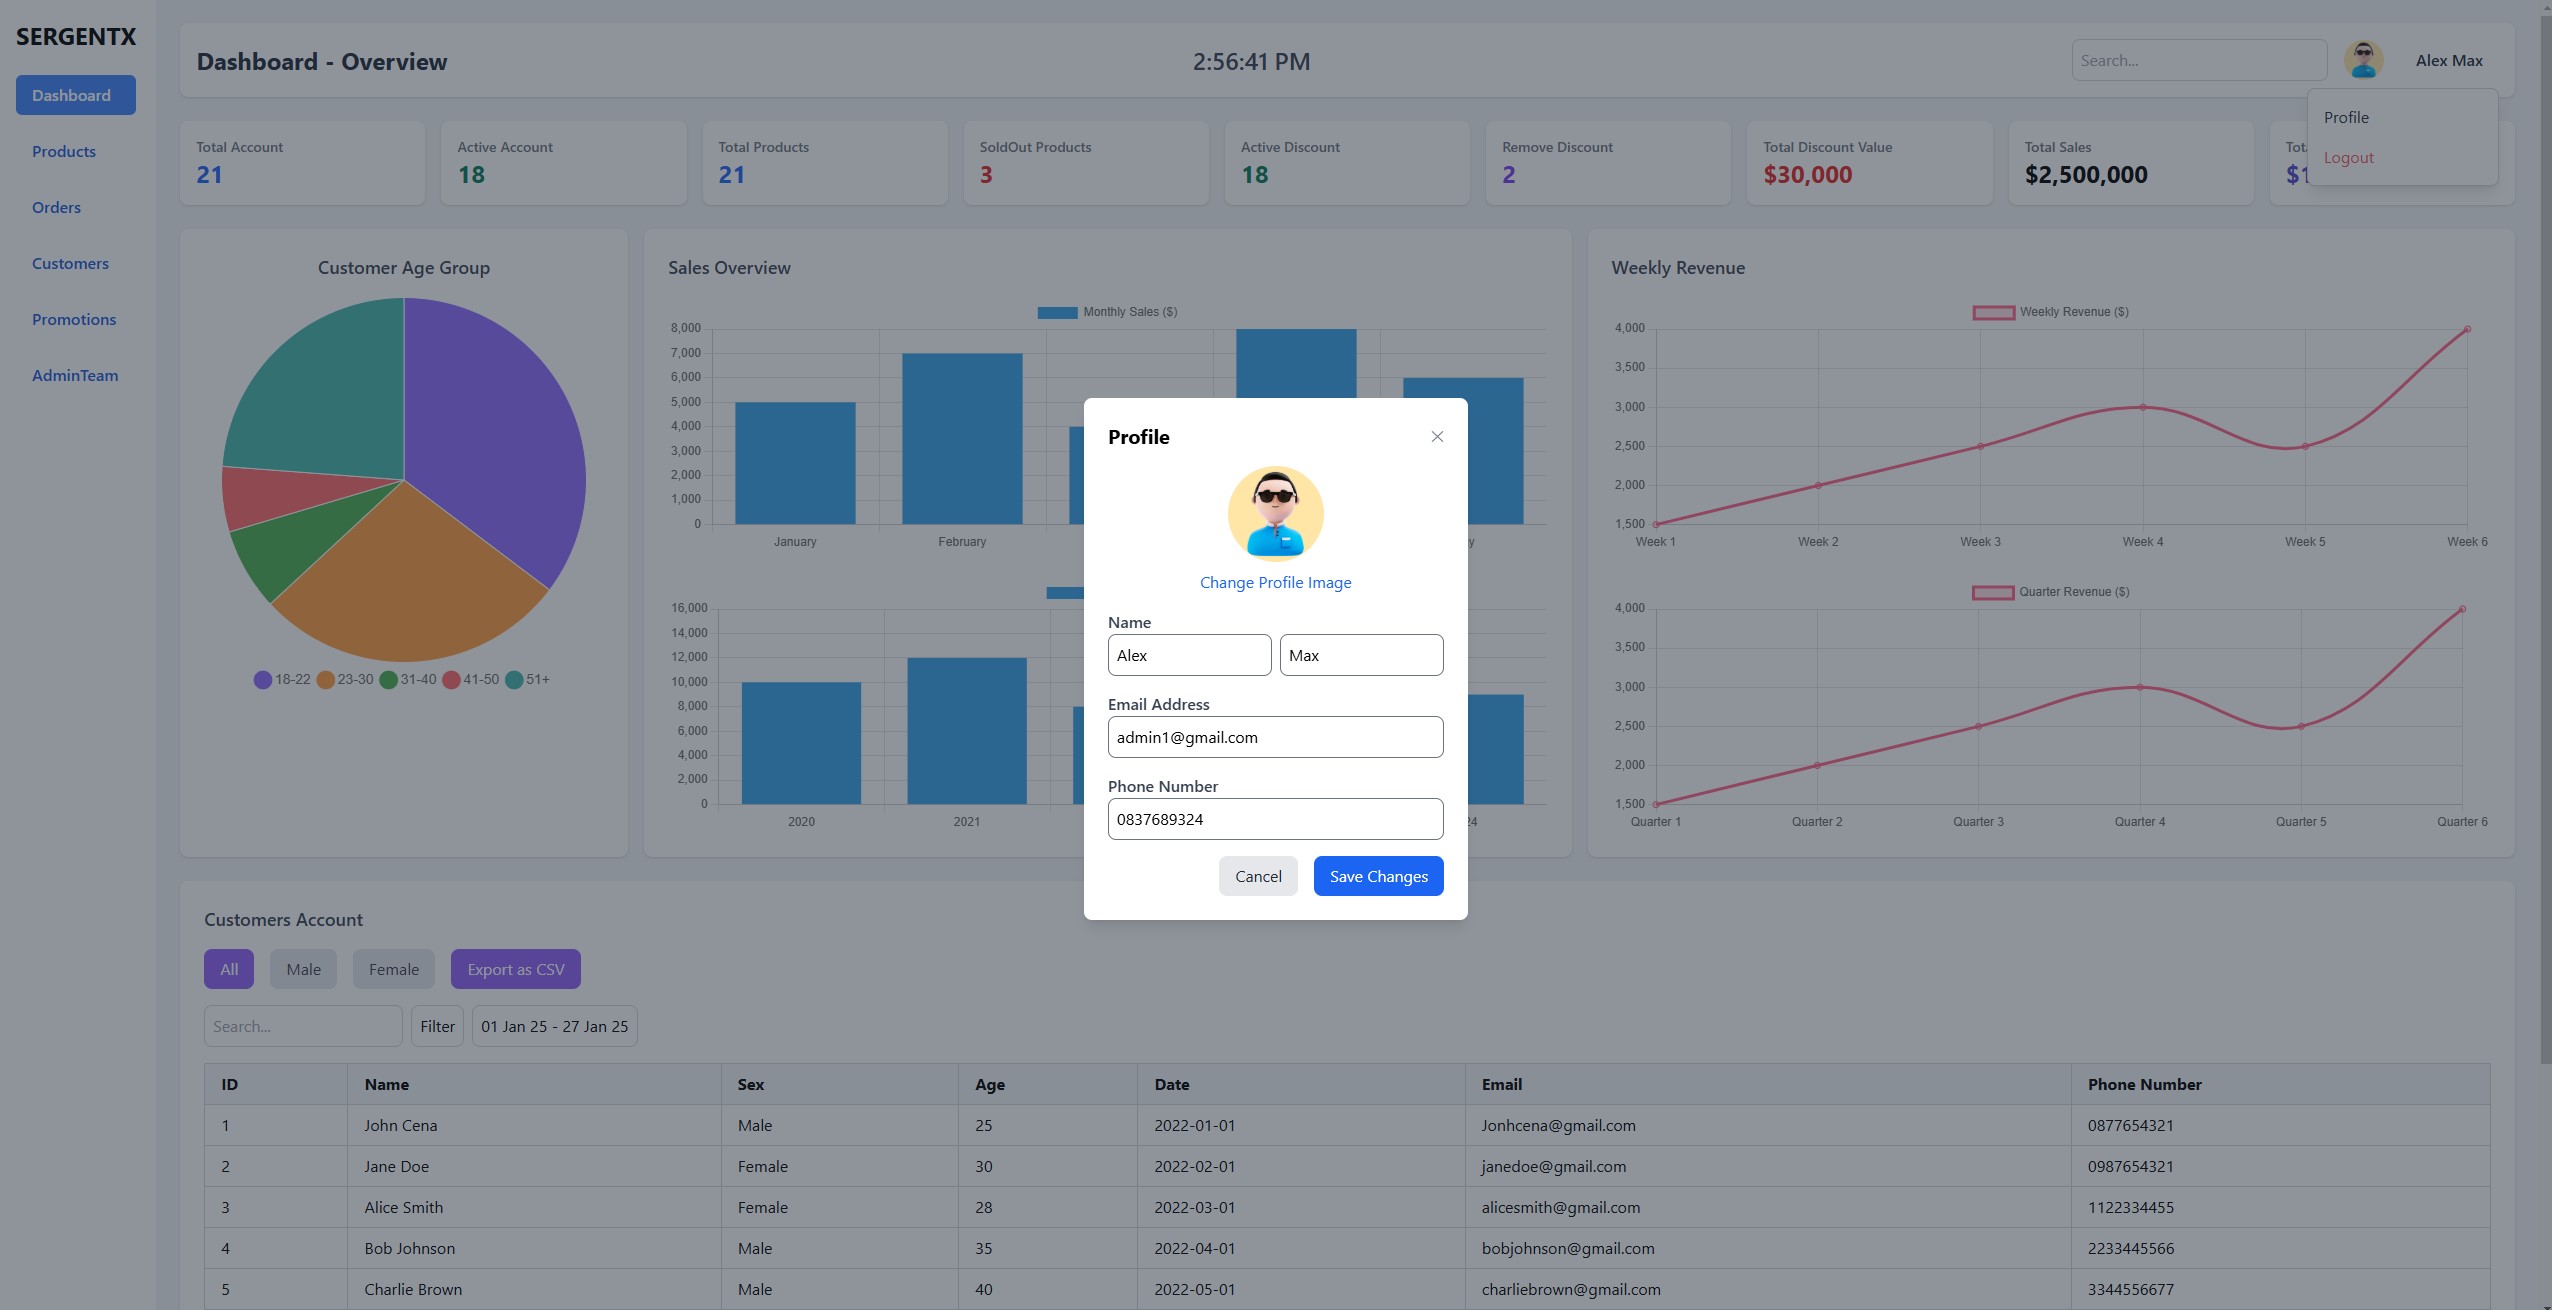 SERGENTX
Dashboard
Products
Orders
Customers
Promotions
AdminTeam
Dashboard - Overview
2:56:41 PM
Search...
Alex Max
Profile
Logout
Total Account
21
Active Account
18
Total Products
21
SoldOut Products
3
Active Discount
18
Remove Discount
2
Total Discount Value
$30,000
Total Sales
$2,500,000
Customer Age Group
18-22 23-30 31-40 41-50 51+
Sales Overview
Monthly Sales ($)
8,000
7,000
6,000
5,000
4,000
3,000
2,000
1,000
0
January February
16,000
14,000
12,000
10,000
8,000
6,000
4,000
2,000
0
2020 2021
Weekly Revenue
Weekly Revenue ($)
4,000
3,500
3,000
2,500
2,000
1,500
Week 1 Week 2 Week 3 Week 4 Week 5 Week 6
Quarter Revenue ($)
4,000
3,500
3,000
2,500
2,000
1,500
Quarter 1 Quarter 2 Quarter 3 Quarter 4 Quarter 5 Quarter 6
Profile
Change Profile Image
Name
Alex Max
Email Address
admin1@gmail.com
Phone Number
0837689324
Cancel Save Changes
Customers Account
All Male Female Export as CSV
Search... Filter 01 Jan 25 - 27 Jan 25
ID Name Sex Age Date Email Phone Number
1 John Cena Male 25 2022-01-01 Jonhcena@gmail.com 0877654321
2 Jane Doe Female 30 2022-02-01 janedoe@gmail.com 0987654321
3 Alice Smith Female 28 2022-03-01 alicesmith@gmail.com 1122334455
4 Bob Johnson Male 35 2022-04-01 bobjohnson@gmail.com 2233445566
5 Charlie Brown Male 40 2022-05-01 charliebrown@gmail.com 3344556677